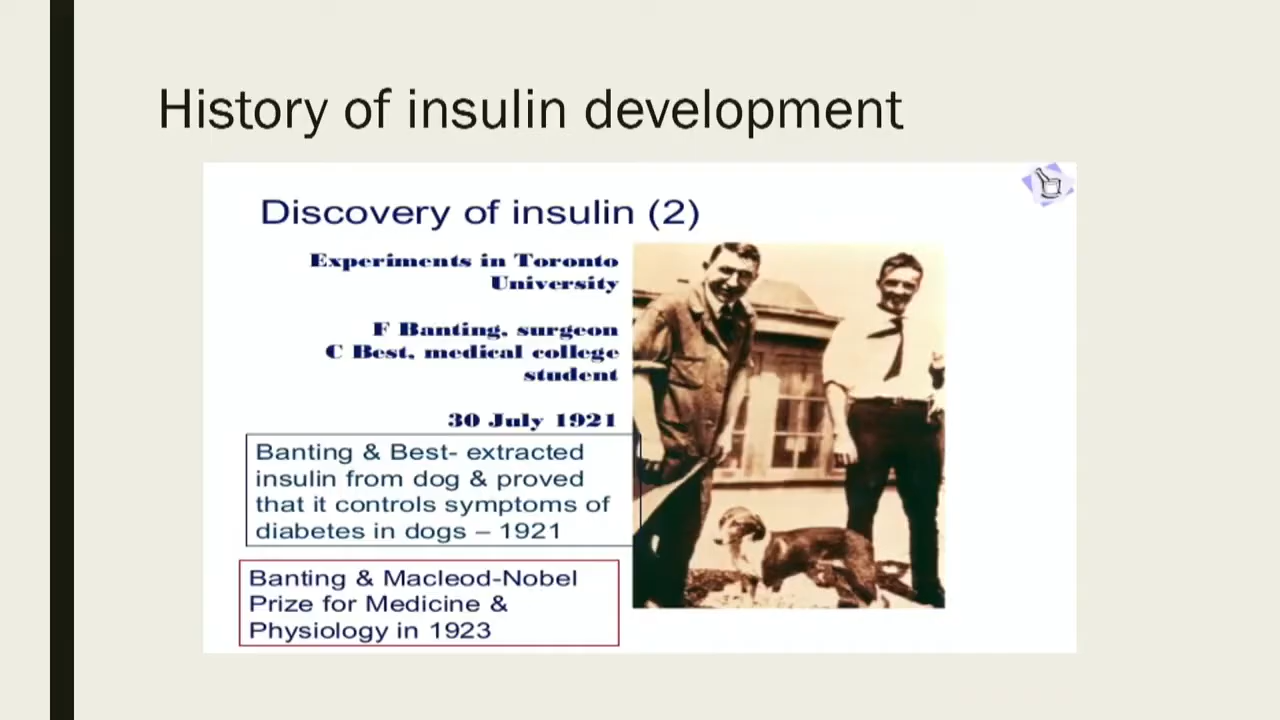 History of insulin development
Discovery of insulin (2)
Experiments in Toronto
University
F Banting, surgeon
C Best, medical college
student
30 July 1921
Banting & Best- extracted
insulin from dog & proved
that it controls symptoms of
diabetes in dogs – 1921
Banting & Macleod-Nobel
Prize for Medicine &
Physiology in 1923